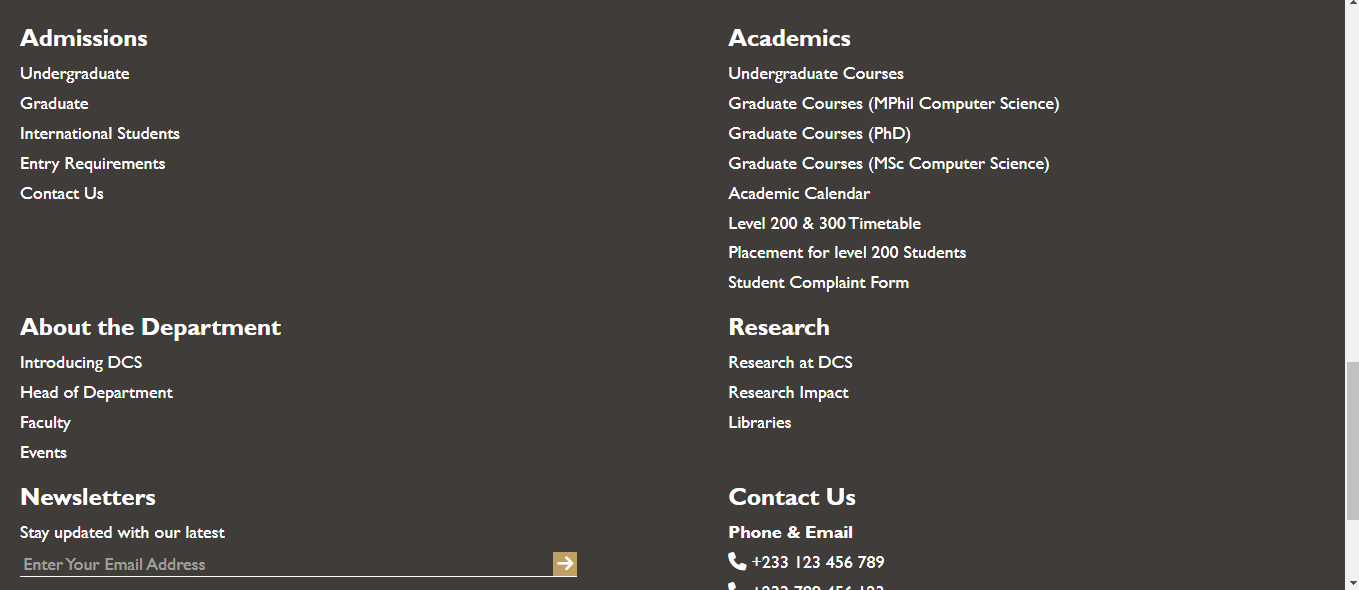 Admissions
Undergraduate
Graduate
International Students
Entry Requirements
Contact Us
Academics
Undergraduate Courses
Graduate Courses (MPhil Computer Science)
Graduate Courses (PhD)
Graduate Courses (MSc Computer Science)
Academic Calendar
Level 200 & 300 Timetable
Placement for level 200 Students
Student Complaint Form
About the Department
Introducing DCS
Head of Department
Faculty
Events
Research
Research at DCS
Research Impact
Libraries
Newsletters
Stay updated with our latest
Enter Your Email Address
Contact Us
Phone & Email
+233 123 456 789